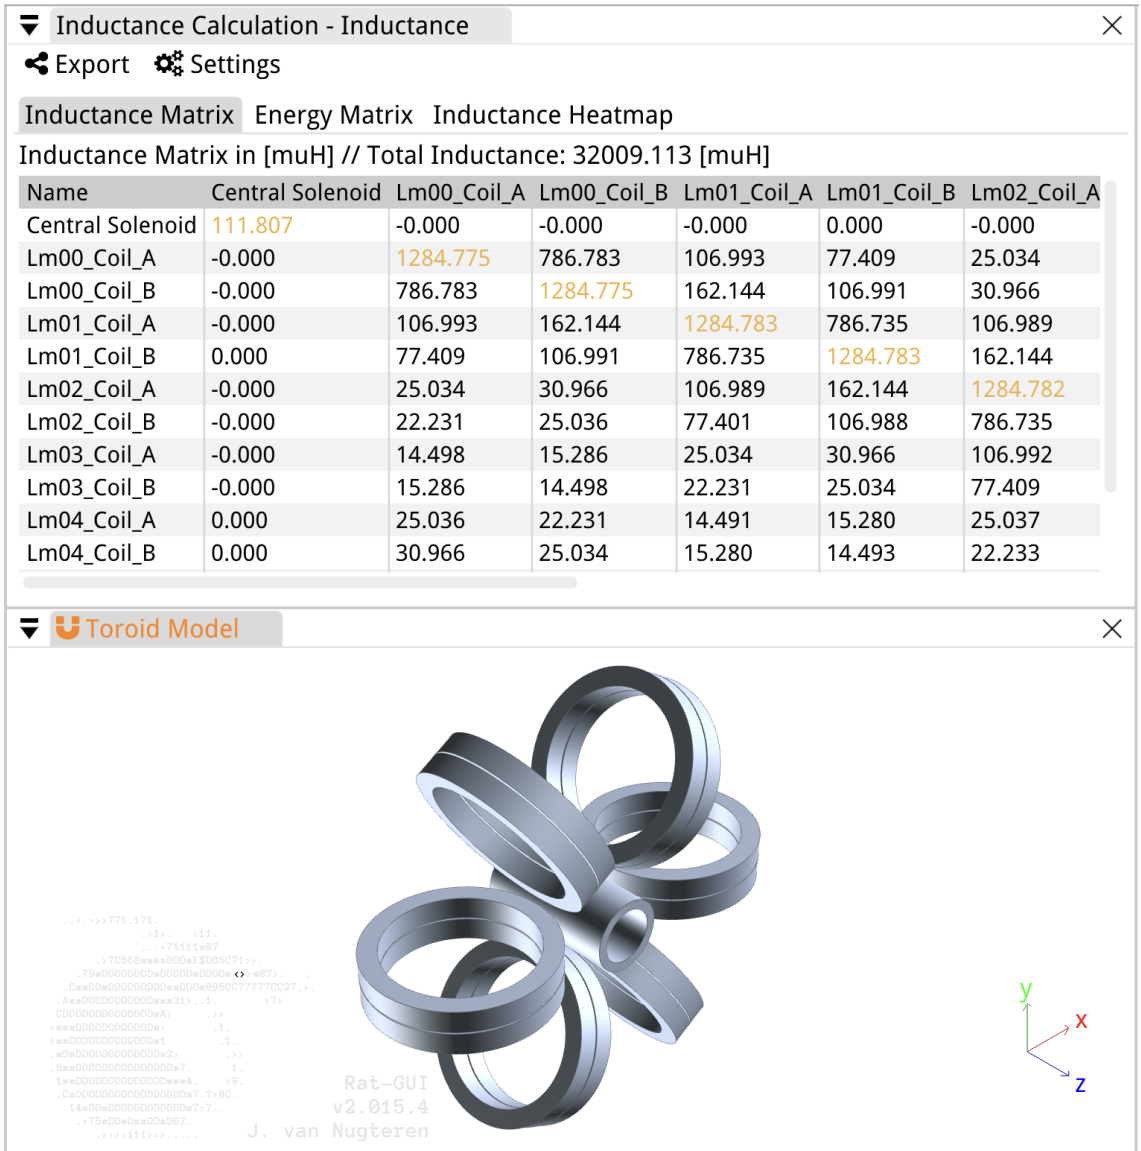 Inductance Calculation - Inductance
Export Settings
Inductance Matrix Energy Matrix Inductance Heatmap
Inductance Matrix in [muH] // Total Inductance: 32009.113 [muH]
Name Central Solenoid Lm00_Coil_A Lm00_Coil_B Lm01_Coil_A Lm01_Coil_B Lm02_Coil_A
Central Solenoid 111.807 -0.000 -0.000 -0.000 0.000 -0.000
Lm00_Coil_A -0.000 1284.775 786.783 106.993 77.409 25.034
Lm00_Coil_B -0.000 786.783 1284.775 162.144 106.991 30.966
Lm01_Coil_A -0.000 106.993 162.144 1284.783 786.735 106.989
Lm01_Coil_B 0.000 77.409 106.991 786.735 1284.783 162.144
Lm02_Coil_A -0.000 25.034 30.966 106.989 162.144 1284.782
Lm02_Coil_B -0.000 22.231 25.036 77.401 106.988 786.735
Lm03_Coil_A -0.000 14.498 15.286 25.034 30.966 106.992
Lm03_Coil_B -0.000 15.286 14.498 22.231 25.034 77.409
Lm04_Coil_A 0.000 25.036 22.231 14.491 15.280 25.037
Lm04_Coil_B 0.000 30.966 25.034 15.280 14.493 22.233
Toroid Model
y
x
z
Rat-GUI
v2.015.4
J. van Nugteren